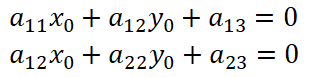 a₁₁x₀ + a₁₂y₀ + a₁₃ = 0
a₁₂x₀ + a₂₂y₀ + a₂₃ = 0